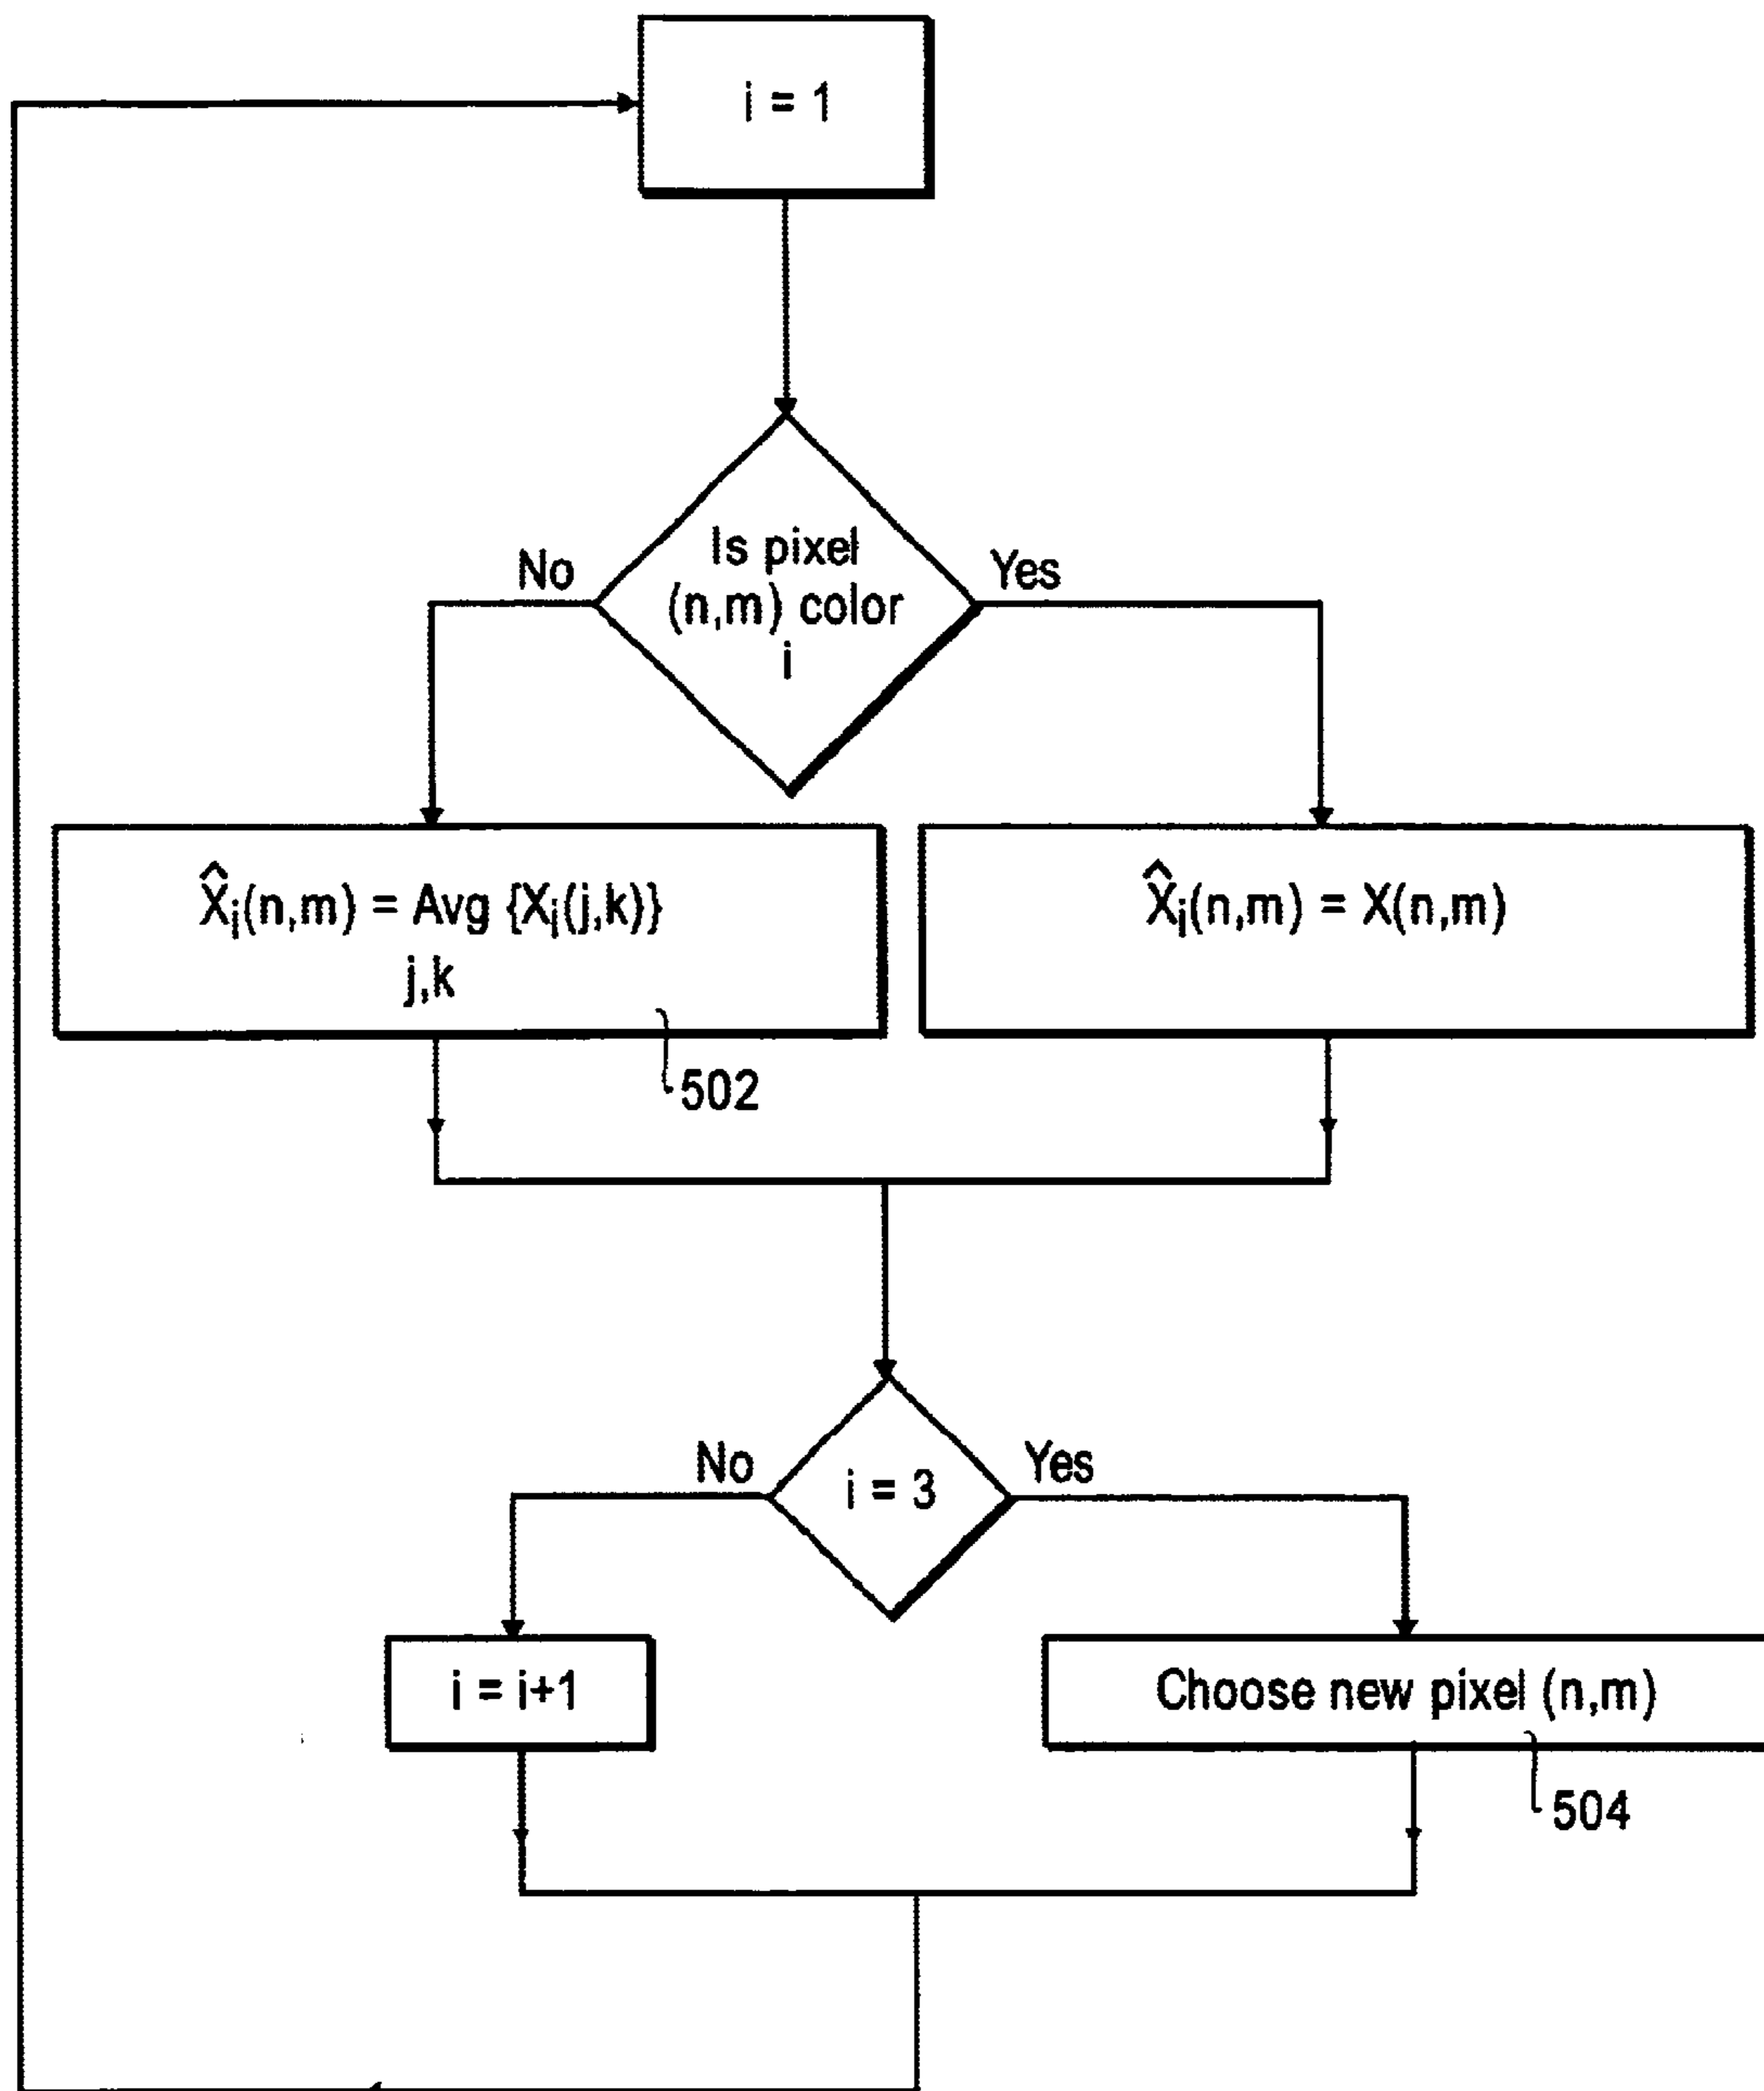 i = 1
Is pixel
(n,m) color
i
No
Yes
X̂i(n,m) = Avg {Xi(j,k)}
j,k
502
X̂i(n,m) = X(n,m)
i = 3
No
Yes
i = i+1
Choose new pixel (n,m)
504